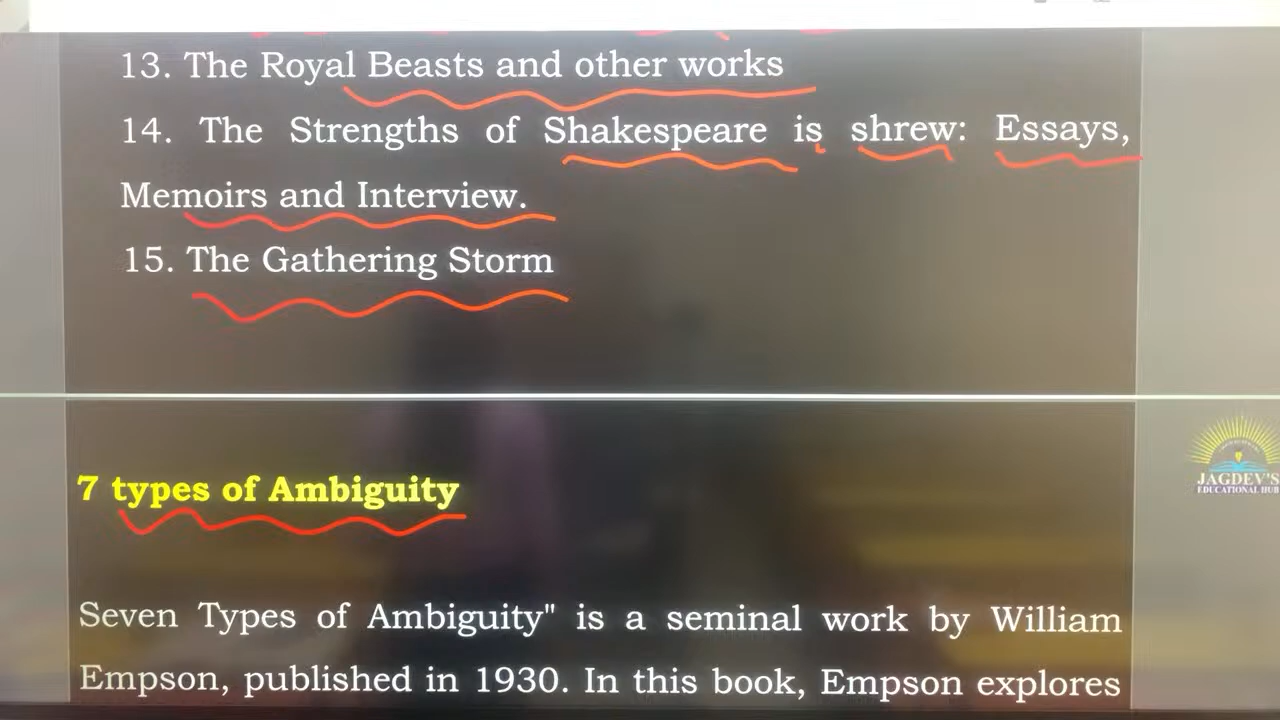 13. The Royal Beasts and other works
14. The Strengths of Shakespeare is shrew: Essays,
Memoirs and Interview.
15. The Gathering Storm
7 types of Ambiguity
JAGDEV'S
EDUCATIONAL HUB
Seven Types of Ambiguity" is a seminal work by William
Empson, published in 1930. In this book, Empson explores